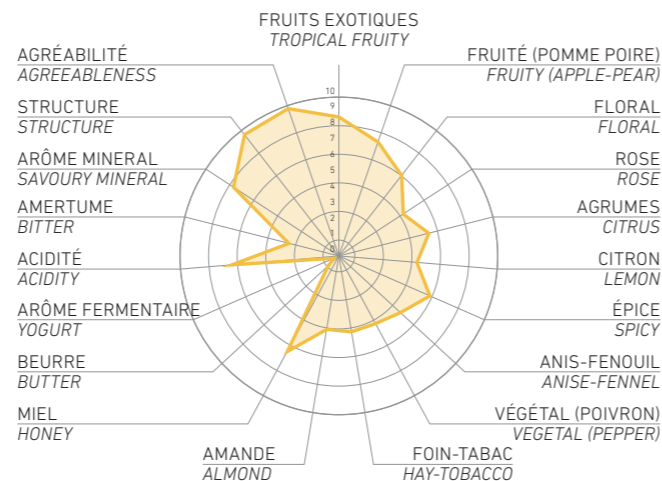 FRUITS EXOTIQUES
TROPICAL FRUITY
AGRÉABILITÉ
AGREEABLENESS
FRUITÉ (POMME POIRE)
FRUITY (APPLE-PEAR)
STRUCTURE
STRUCTURE
FLORAL
FLORAL
ARÔME MINERAL
SAVOURY MINERAL
ROSE
ROSE
AMERTUME
BITTER
AGRUMES
CITRUS
ACIDITÉ
ACIDITY
CITRON
LEMON
ARÔME FERMENTAIRE
YOGURT
ÉPICE
SPICY
BEURRE
BUTTER
ANIS-FENOUIL
ANISE-FENNEL
MIEL
HONEY
VÉGÉTAL (POIVRON)
VEGETAL (PEPPER)
AMANDE
ALMOND
FOIN-TABAC
HAY-TOBACCO
10
9
8
7
6
5
4
3
2
1
0